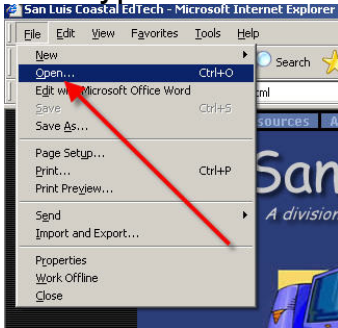 San Luis Coastal EdTech - Microsoft Internet Explorer
File Edit View Favorites Tools Help
New
Open... Ctrl+O
Search
Edit with Microsoft Office Word
Save Ctrl+S
Save As...
Page Setup...
Print... Ctrl+P
Print Preview...
Send
Import and Export...
Properties
Work Offline
Close
sources
San
A division